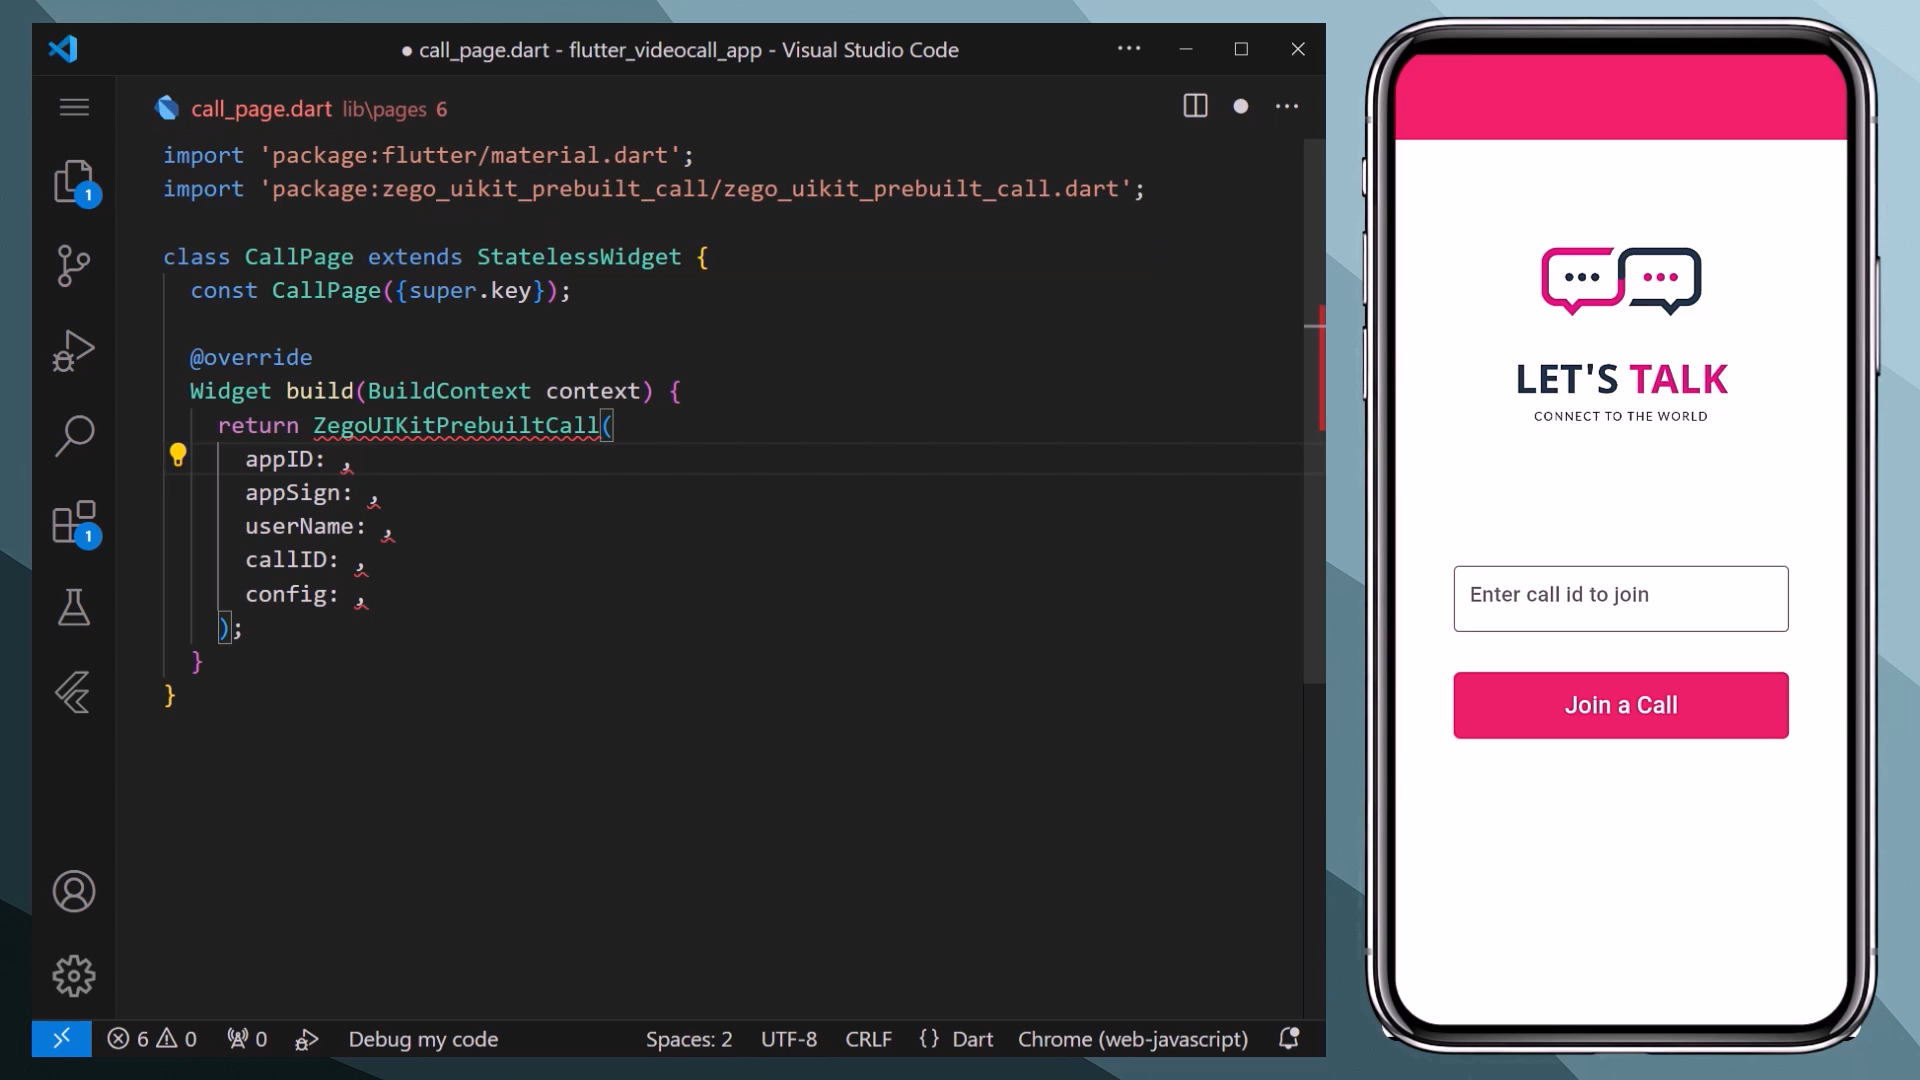 ● call_page.dart - flutter_videocall_app - Visual Studio Code
call_page.dart lib\pages 6
import 'package:flutter/material.dart';
import 'package:zego_uikit_prebuilt_call/zego_uikit_prebuilt_call.dart';
class CallPage extends StatelessWidget {
const CallPage({super.key});
@override
Widget build(BuildContext context) {
return ZegoUIKitPrebuiltCall(
appID: ,
appSign: ,
userName: ,
callID: ,
config: ,
);
}
}
1
1
6 0 0 Debug my code Spaces: 2 UTF-8 CRLF {} Dart Chrome (web-javascript)
LET'S TALK
CONNECT TO THE WORLD
Enter call id to join
Join a Call